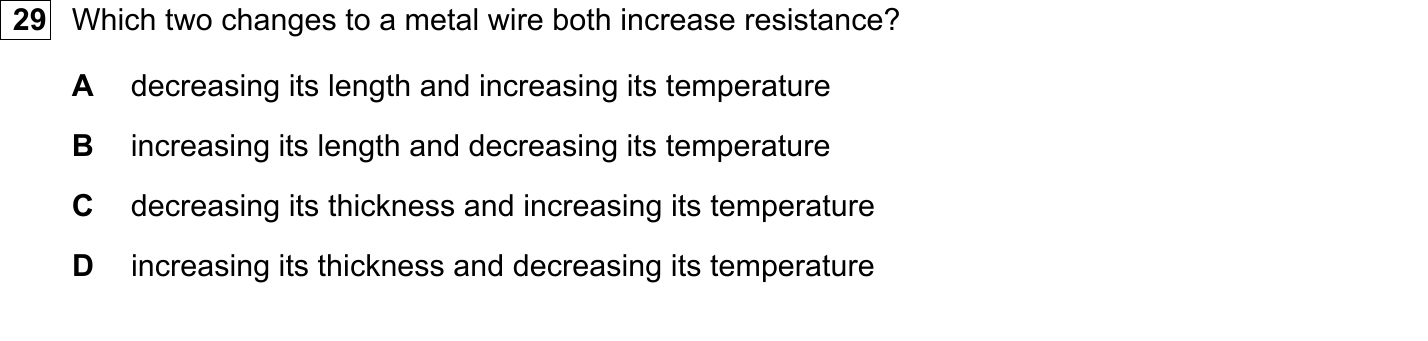 29 Which two changes to a metal wire both increase resistance?
A decreasing its length and increasing its temperature
B increasing its length and decreasing its temperature
C decreasing its thickness and increasing its temperature
D increasing its thickness and decreasing its temperature